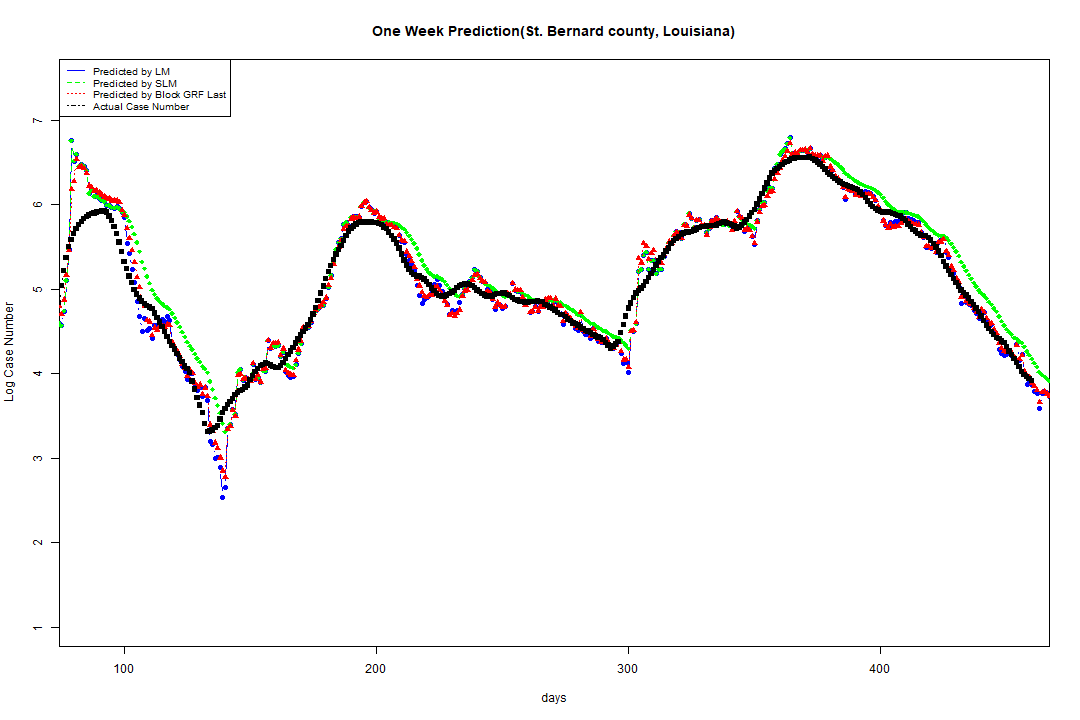 One Week Prediction(St. Bernard county, Louisiana)
Predicted by LM
Predicted by SLM
Predicted by Block GRF Last
Actual Case Number
7
6
5
4
3
2
1
Log Case Number
100 200 300 400
days